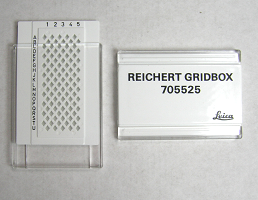 1 2 3 4 5
REICHERT GRIDBOX
705525
Leica